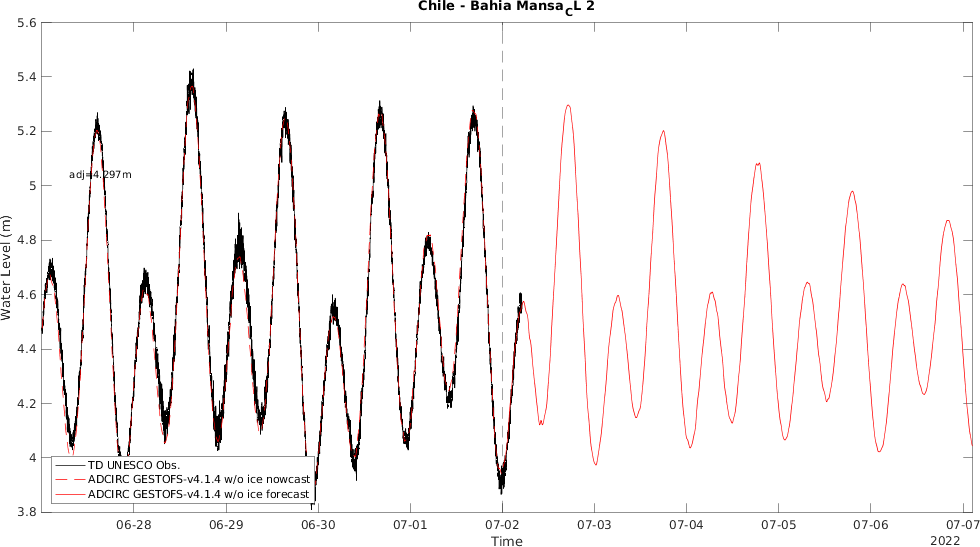 Chile - Bahia Mansa_CL 2
5.6
5.4
5.2
5
4.8
4.6
4.4
4.2
4
3.8
Water Level (m)
adj=4.297m
TD UNESCO Obs.
ADCIRC GESTOFS-v4.1.4 w/o ice nowcast
ADCIRC GESTOFS-v4.1.4 w/o ice forecast
06-28 06-29 06-30 07-01 07-02 07-03 07-04 07-05 07-06 07-07
Time
2022